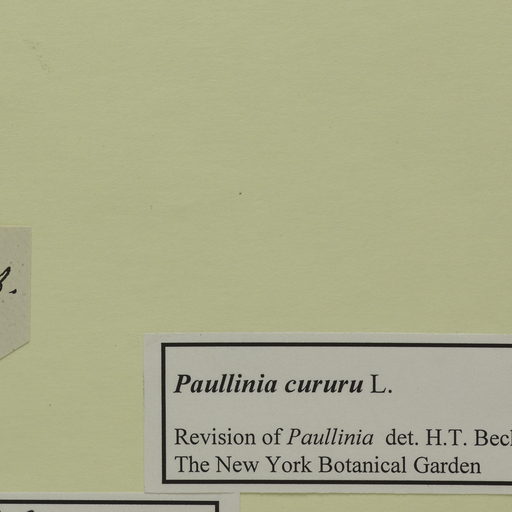 Paullinia cururu L.
Revision of Paullinia det. H.T. Bec
The New York Botanical Garden